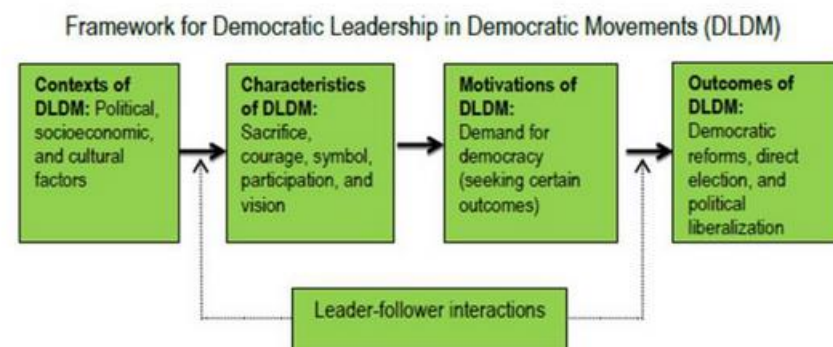 Framework for Democratic Leadership in Democratic Movements (DLDM)
Contexts of
DLDM: Political,
socioeconomic,
and cultural
factors
Characteristics
of DLDM:
Sacrifice,
courage, symbol,
participation, and
vision
Motivations of
DLDM:
Demand for
democracy
(seeking certain
outcomes)
Outcomes of
DLDM:
Democratic
reforms, direct
election, and
political
liberalization
Leader-follower interactions